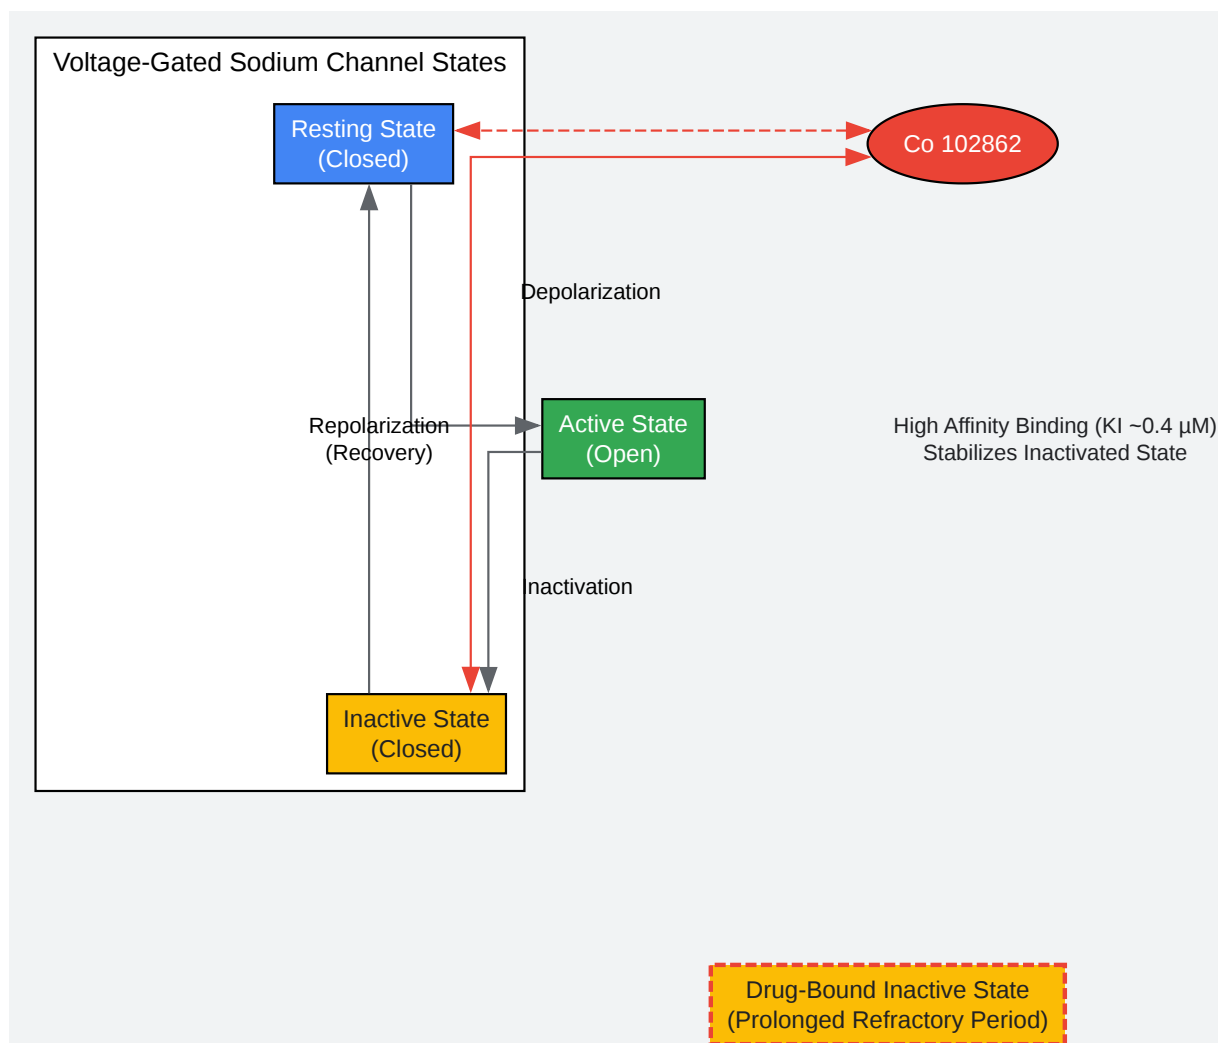 Voltage-Gated Sodium Channel States
Resting State
(Closed)
Co 102862
Depolarization
Repolarization
(Recovery)
Active State
(Open)
High Affinity Binding (KI ~0.4 µM)
Stabilizes Inactivated State
Inactivation
Inactive State
(Closed)
Drug-Bound Inactive State
(Prolonged Refractory Period)